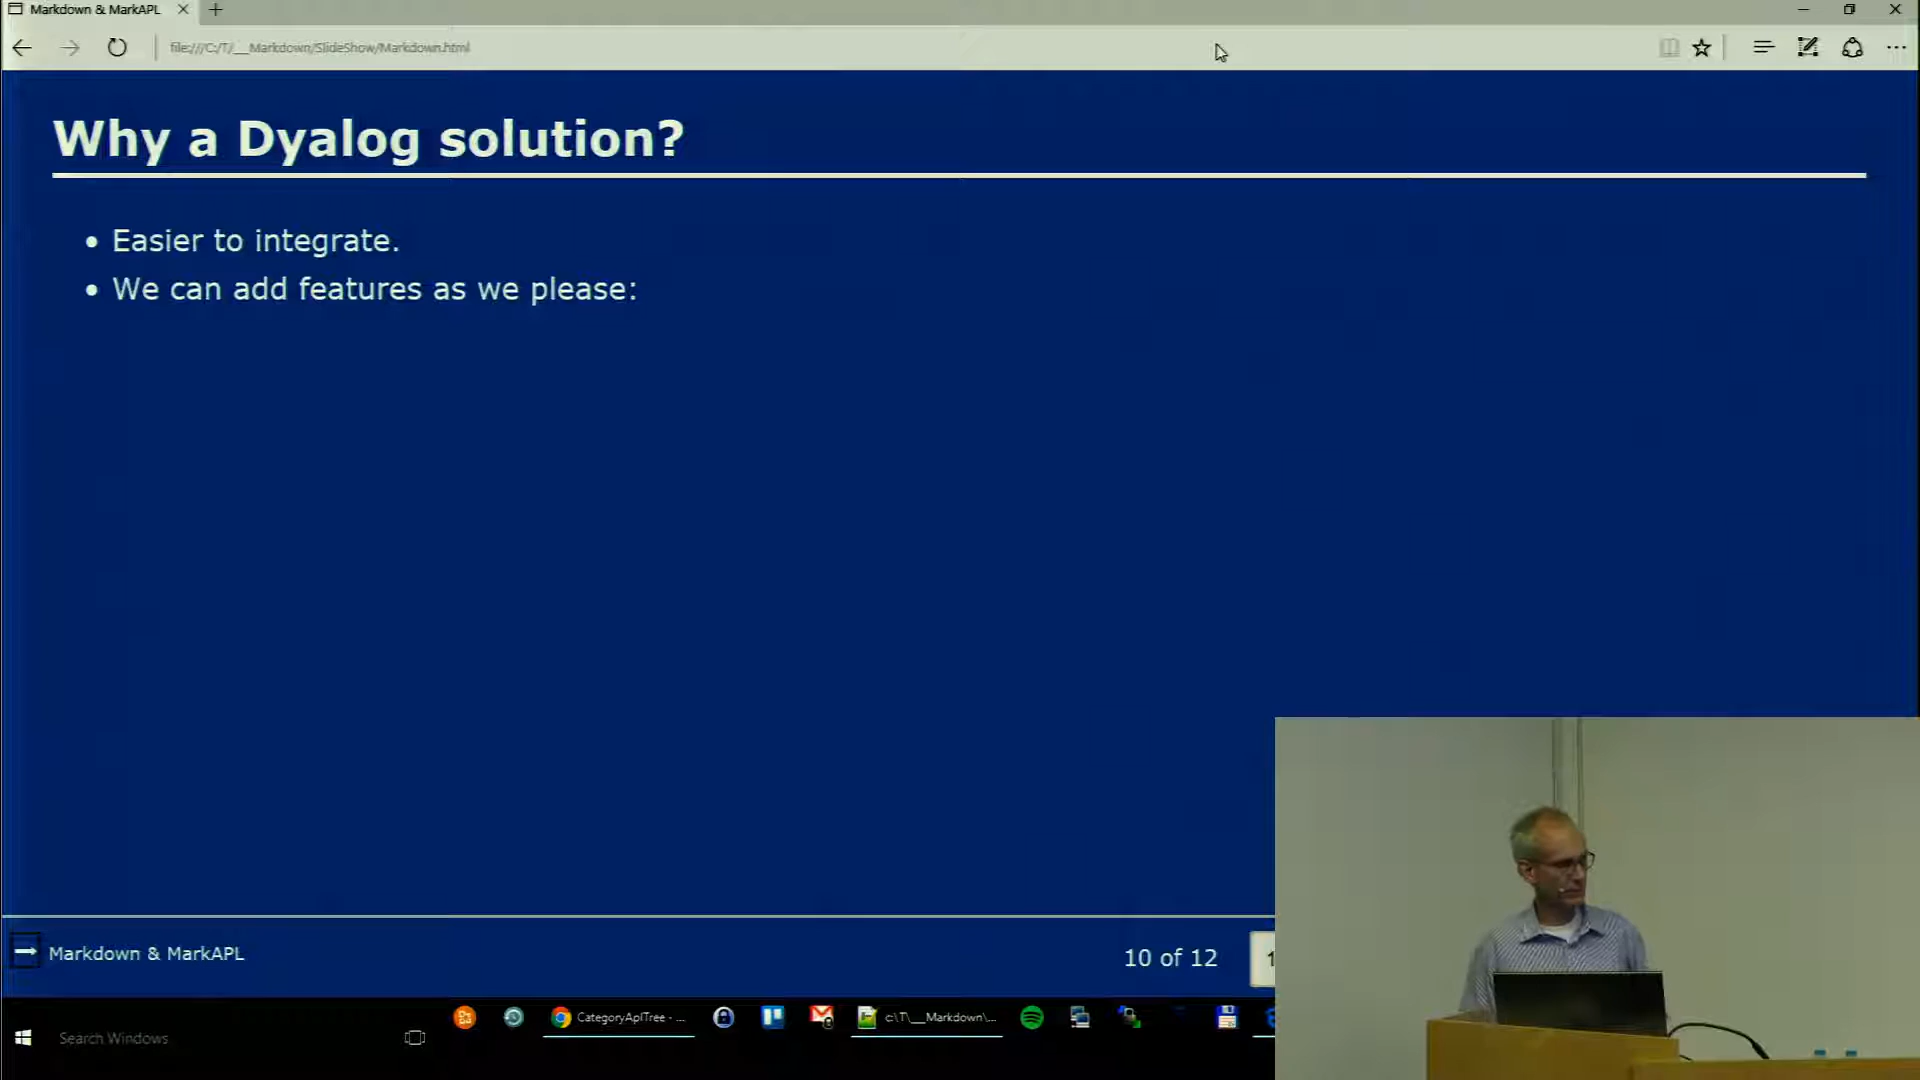 Markdown & MarkAPL
file:///C:/T/__Markdown/SlideShow/Markdown.html
Why a Dyalog solution?
• Easier to integrate.
• We can add features as we please:
Markdown & MarkAPL
10 of 12
1
CategoryAplTree - ...
c:\T\__Markdown\...
Search Windows